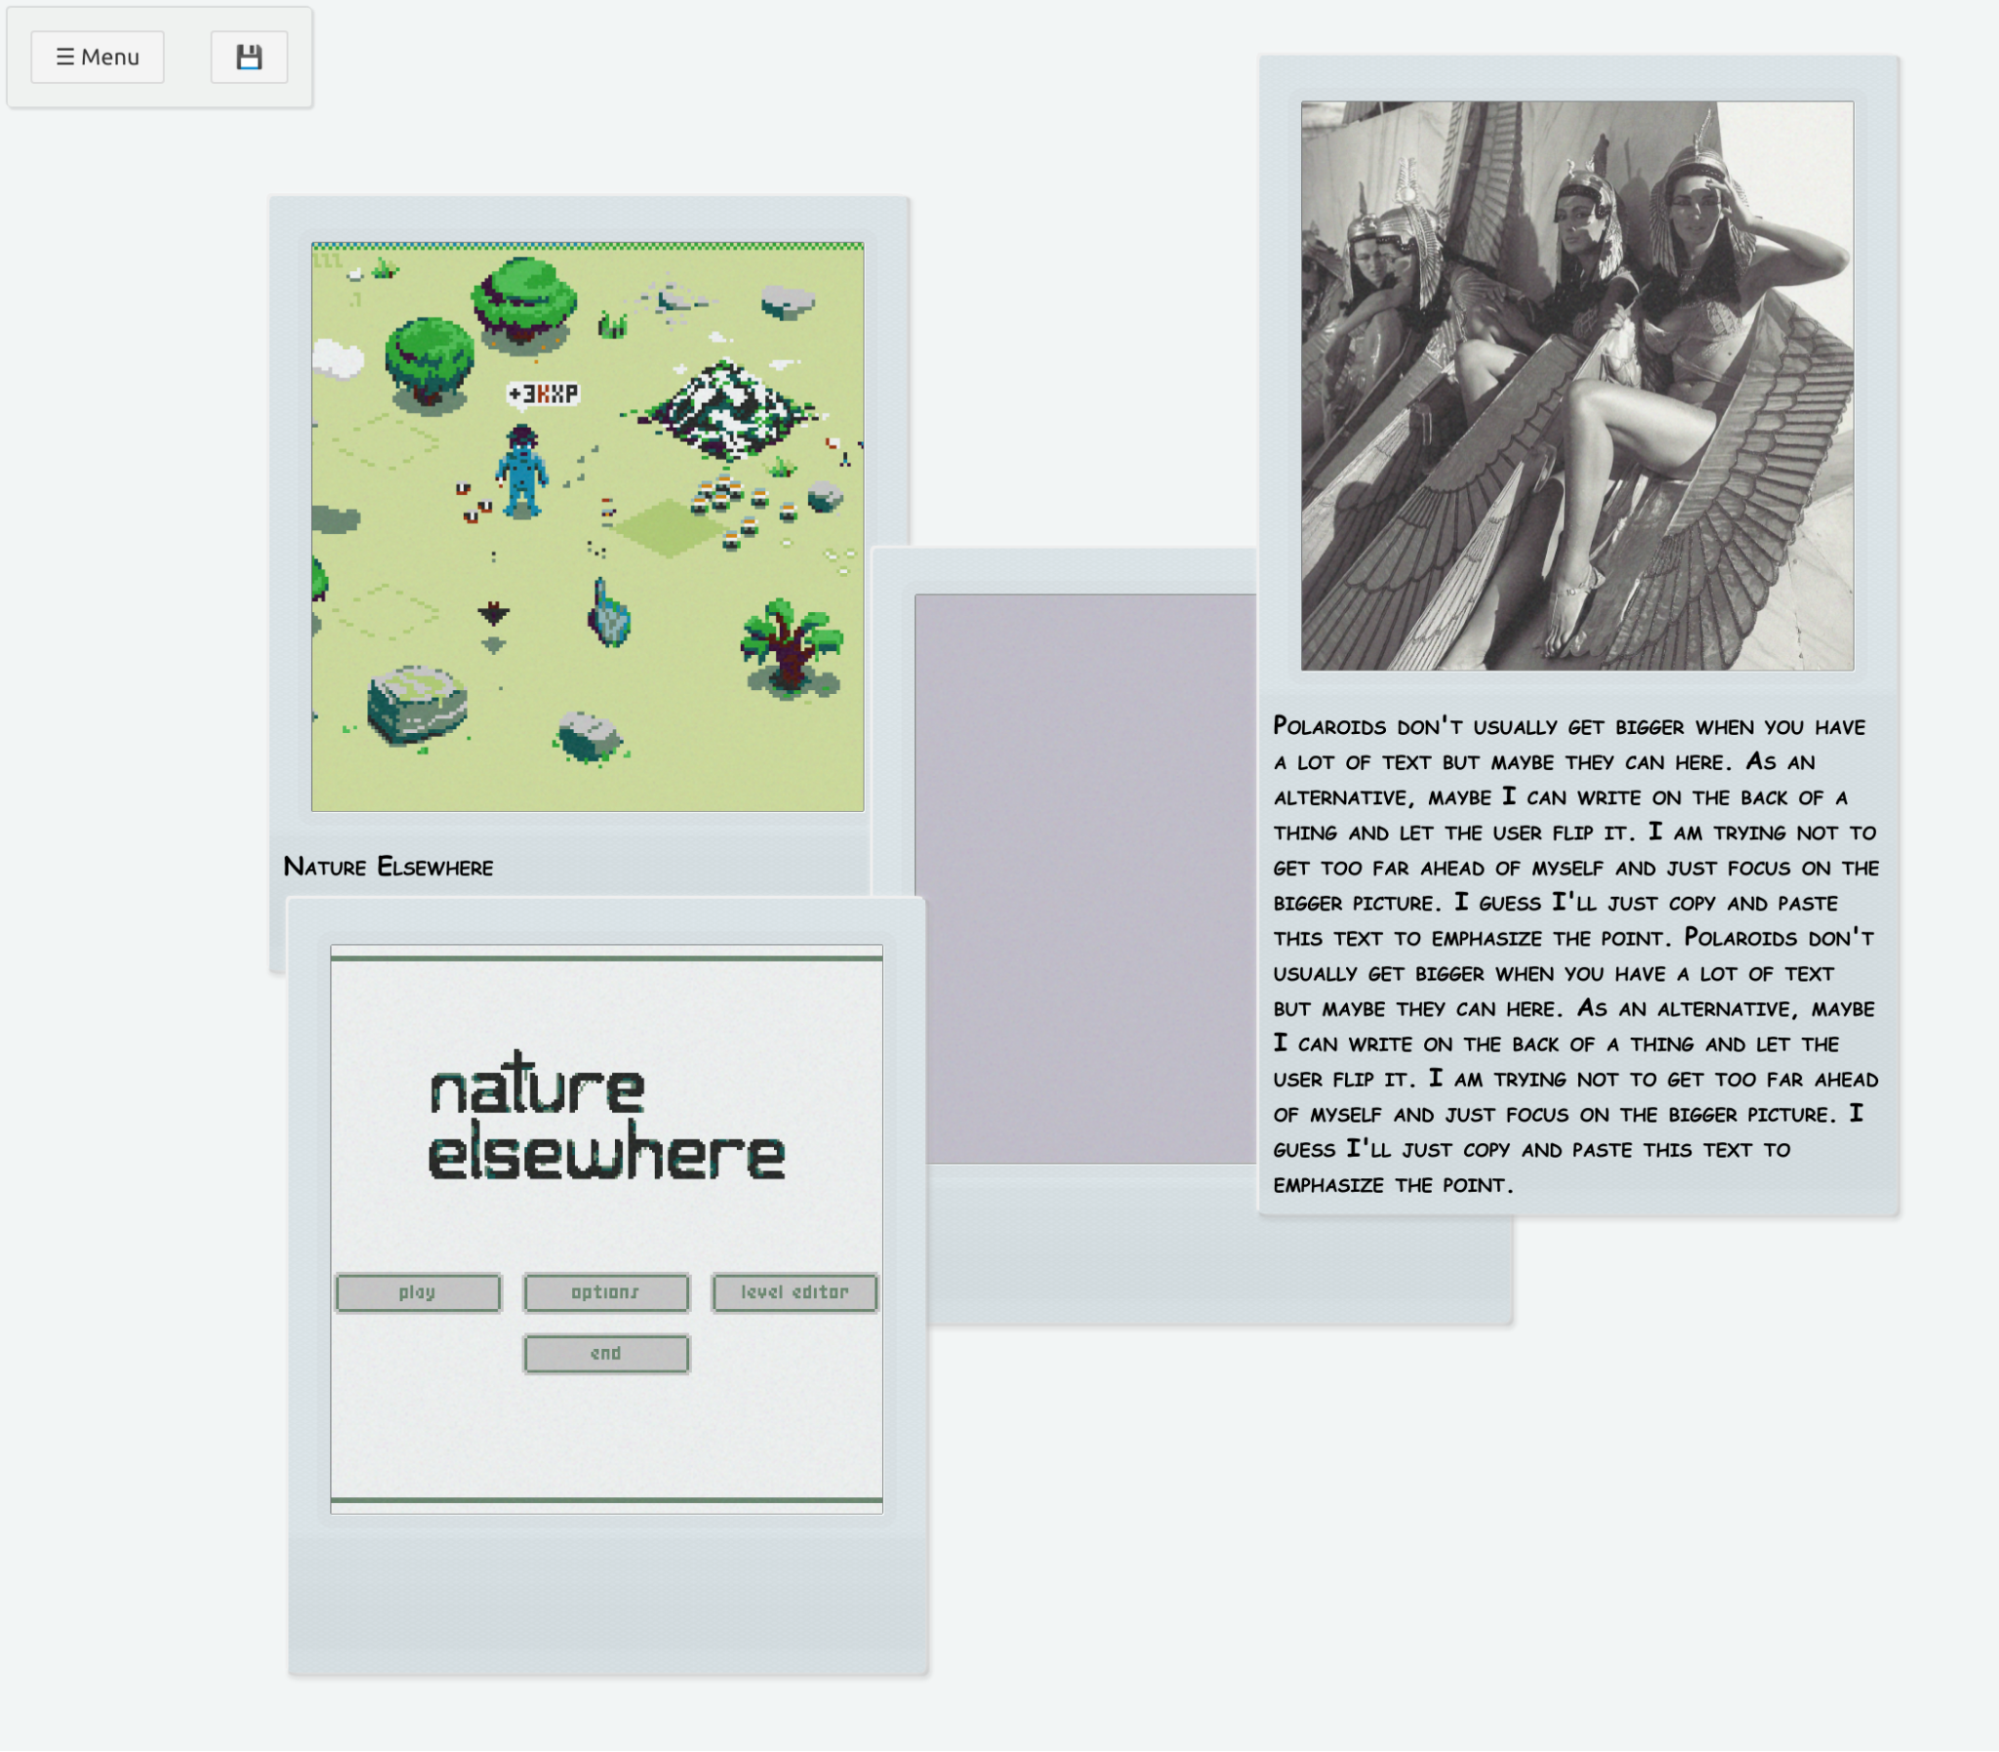 ☰ Menu
+3KXP
Nature Elsewhere
nature
elsewhere
play
options
level editor
end
Polaroids don't usually get bigger when you have
a lot of text but maybe they can here. As an
alternative, maybe I can write on the back of a
thing and let the user flip it. I am trying not to
get too far ahead of myself and just focus on the
bigger picture. I guess I'll just copy and paste
this text to emphasize the point. Polaroids don't
usually get bigger when you have a lot of text
but maybe they can here. As an alternative, maybe
I can write on the back of a thing and let the
user flip it. I am trying not to get too far ahead
of myself and just focus on the bigger picture. I
guess I'll just copy and paste this text to
emphasize the point.